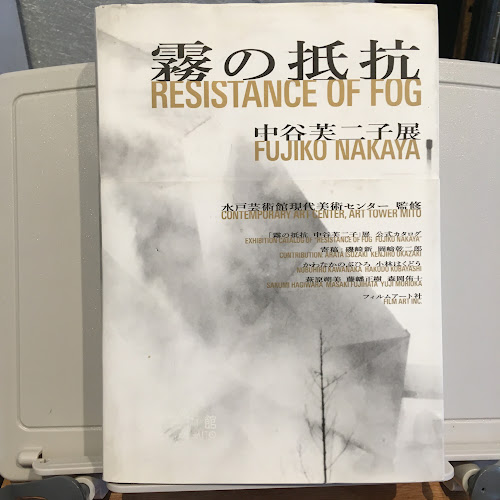 霧の抵抗
RESISTANCE OF FOG
中谷芙二子展
FUJIKO NAKAYA
水戸芸術館現代美術センター 監修
CONTEMPORARY ART CENTER, ART TOWER MITO
「霧の抵抗 中谷芙二子」展 公式カタログ
EXHIBITION CATALOG OF "RESISTANCE OF FOG FUJIKO NAKAYA"
寄稿 磯崎新 岡﨑乾二郎
CONTRIBUTION: ARATA ISOZAKI KENJIRO OKAZAKI
かわなかのぶひろ 小林はくどう
NOBUHIRO KAWANAKA HAKUDO KOBAYASHI
萩原朔美 藤幡正樹 森岡侑士
SAKUMI HAGIWARA MASAKI FUJIHATA YUJI MORIOKA
フィルムアート社
FILM ART INC.
館